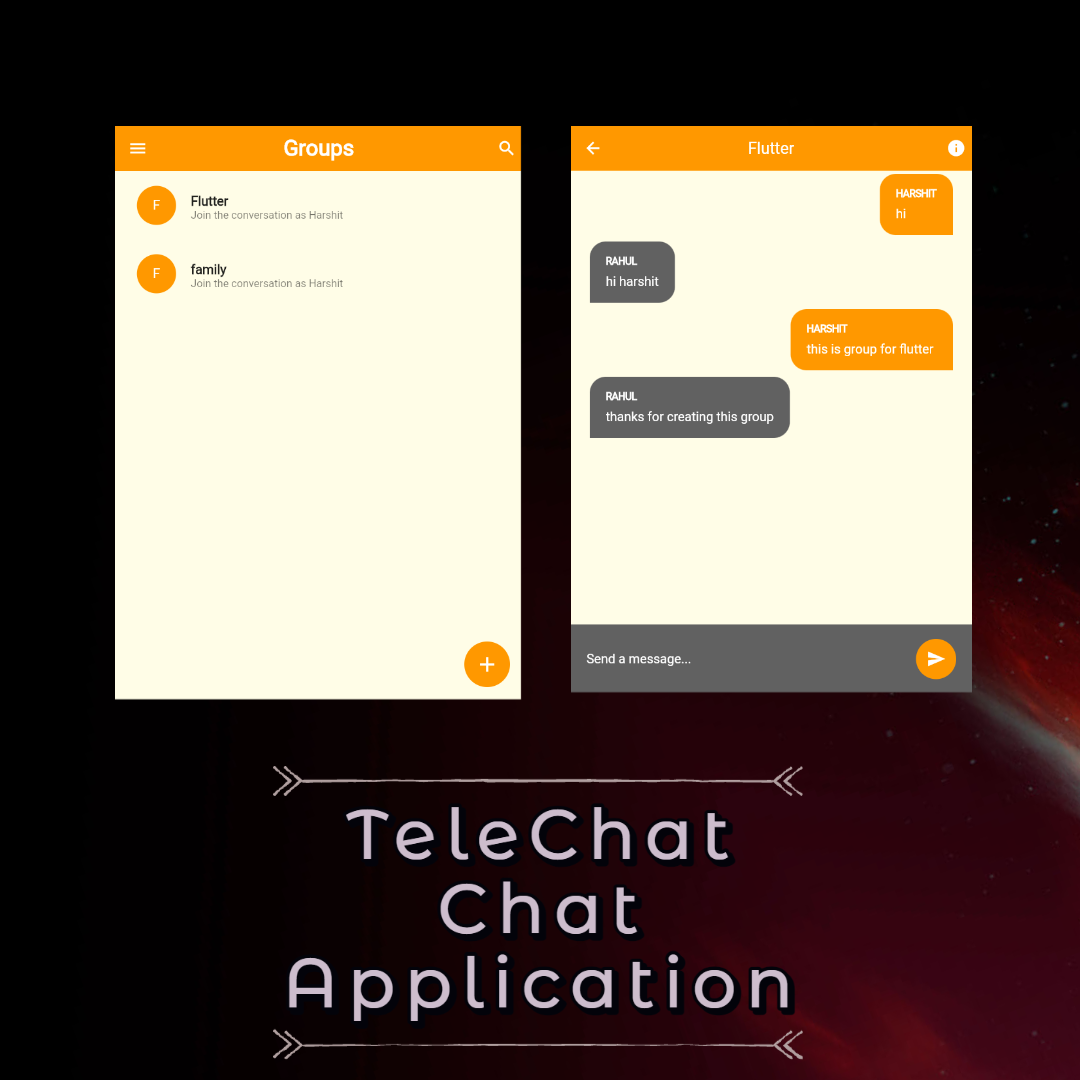 Groups
F
Flutter
Join the conversation as Harshit
F
family
Join the conversation as Harshit
Flutter
HARSHIT
hi
RAHUL
hi harshit
HARSHIT
this is group for flutter
RAHUL
thanks for creating this group
Send a message...
TeleChat
Chat
Application